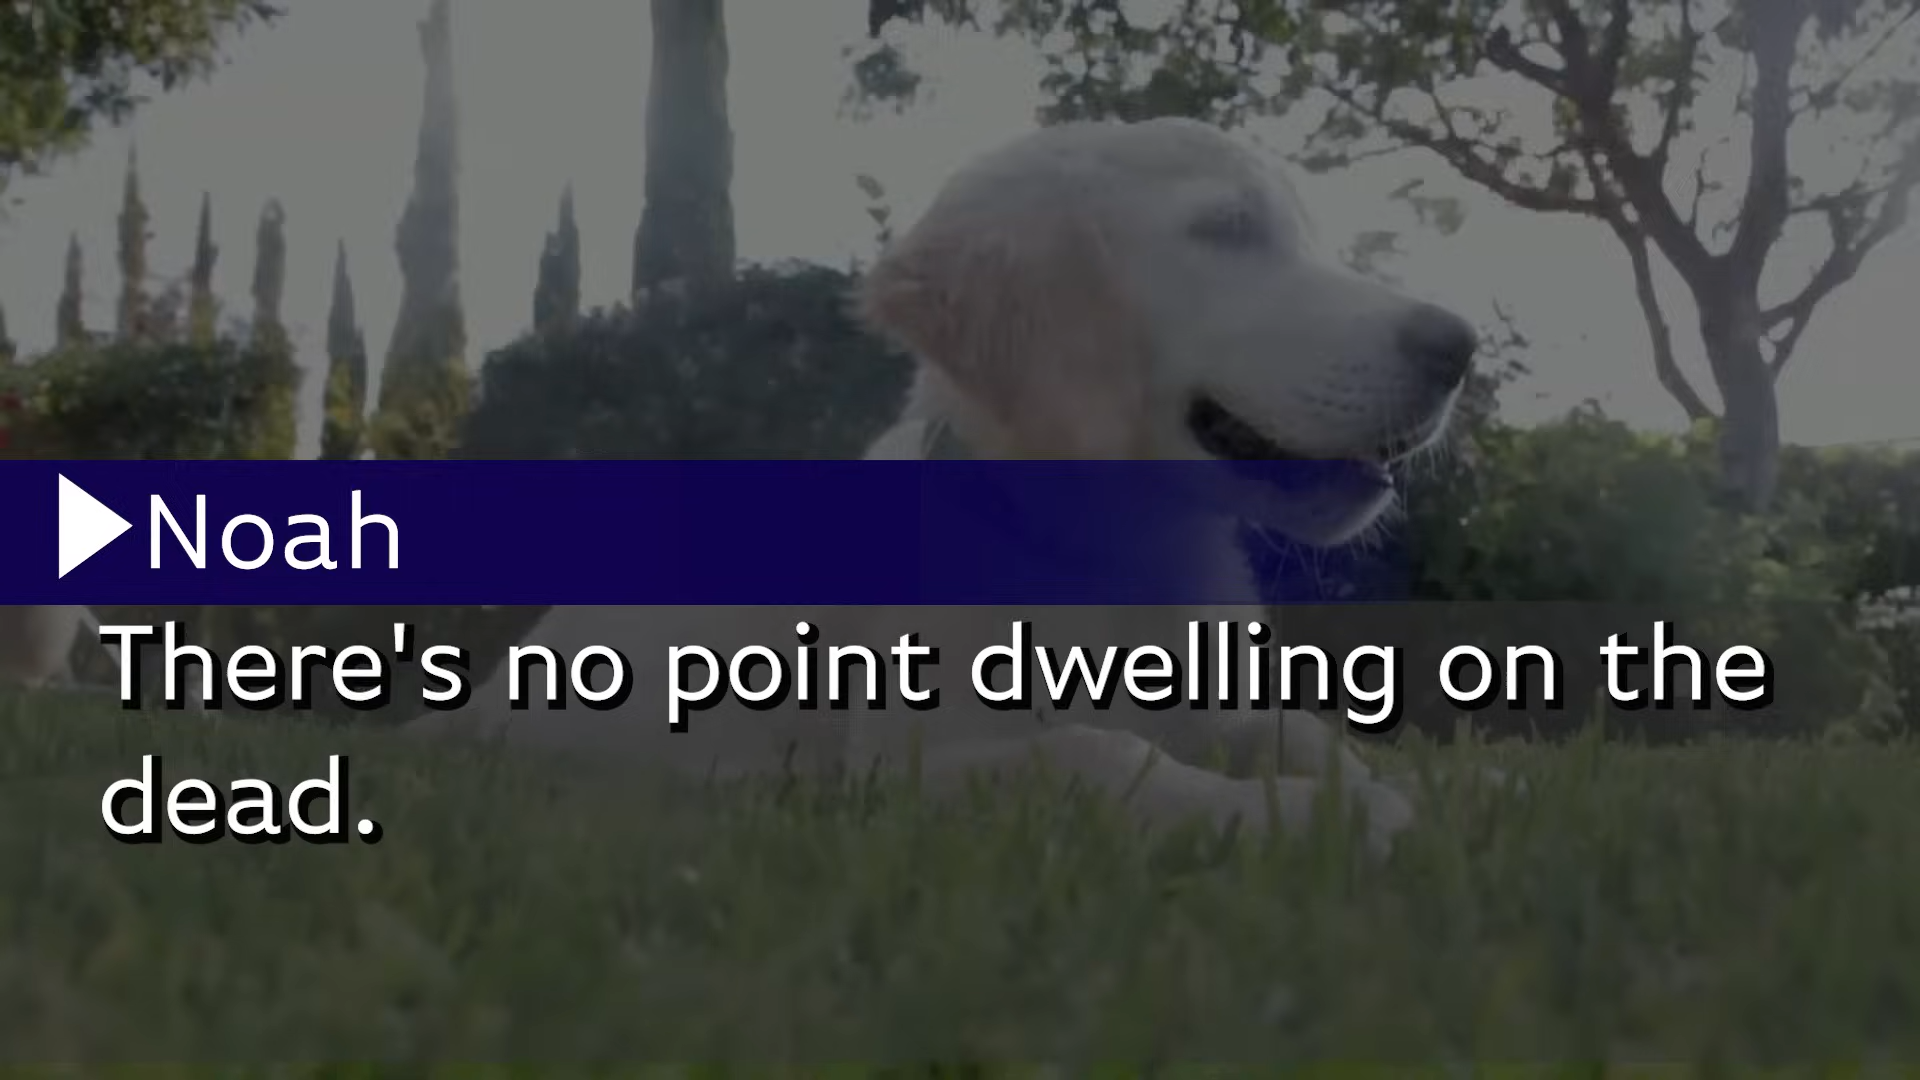 Noah
There's no point dwelling on the
dead.